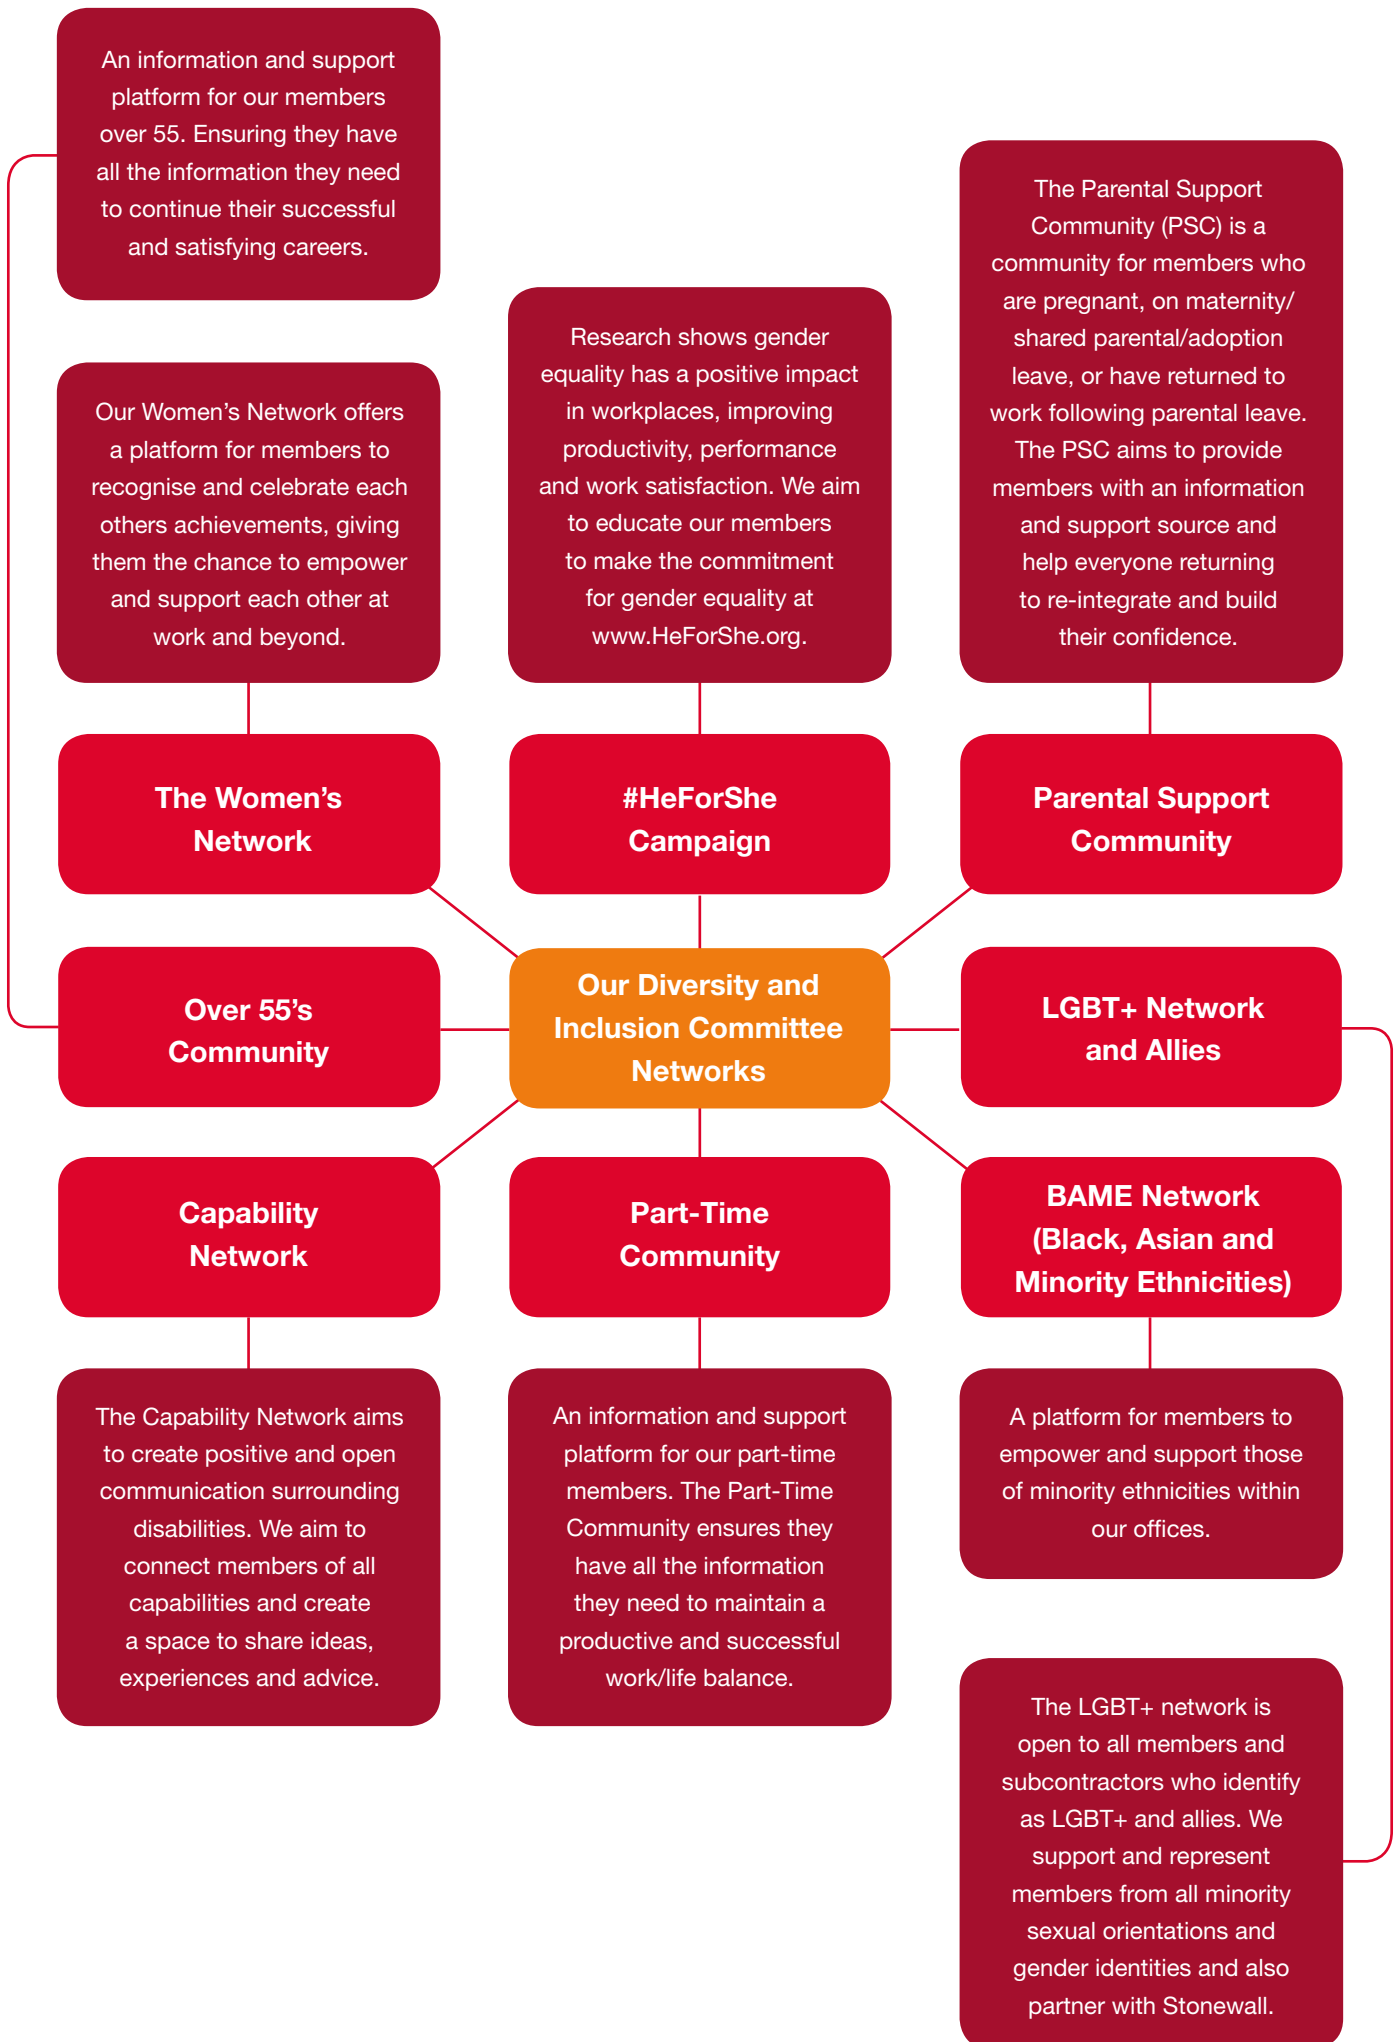 An information and support
platform for our members
over 55. Ensuring they have
all the information they need
to continue their successful
and satisfying careers.
Our Women’s Network offers
a platform for members to
recognise and celebrate each
others achievements, giving
them the chance to empower
and support each other at
work and beyond.
Research shows gender
equality has a positive impact
in workplaces, improving
productivity, performance
and work satisfaction. We aim
to educate our members
to make the commitment
for gender equality at
www.HeForShe.org.
The Parental Support
Community (PSC) is a
community for members who
are pregnant, on maternity/
shared parental/adoption
leave, or have returned to
work following parental leave.
The PSC aims to provide
members with an information
and support source and
help everyone returning
to re-integrate and build
their confidence.
The Women’s
Network
#HeForShe
Campaign
Parental Support
Community
Over 55’s
Community
Our Diversity and
Inclusion Committee
Networks
LGBT+ Network
and Allies
Capability
Network
Part-Time
Community
BAME Network
(Black, Asian and
Minority Ethnicities)
The Capability Network aims
to create positive and open
communication surrounding
disabilities. We aim to
connect members of all
capabilities and create
a space to share ideas,
experiences and advice.
An information and support
platform for our part-time
members. The Part-Time
Community ensures they
have all the information
they need to maintain a
productive and successful
work/life balance.
A platform for members to
empower and support those
of minority ethnicities within
our offices.
The LGBT+ network is
open to all members and
subcontractors who identify
as LGBT+ and allies. We
support and represent
members from all minority
sexual orientations and
gender identities and also
partner with Stonewall.